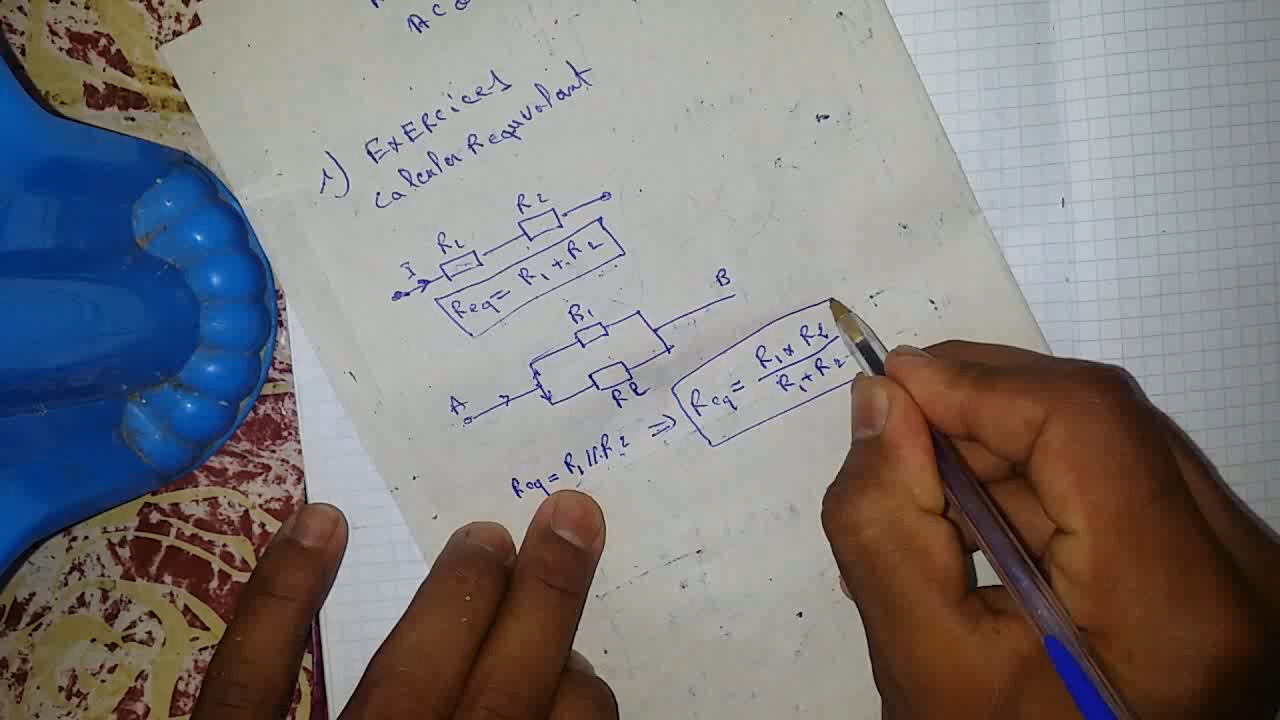 ACO
1) EXERCICES
Calculer Requivalant
I R1 R2
Req = R1 + R2
R1
B
A
R2
Req = R1 x R2
R1 + R2
Req = R1 // R2 =>